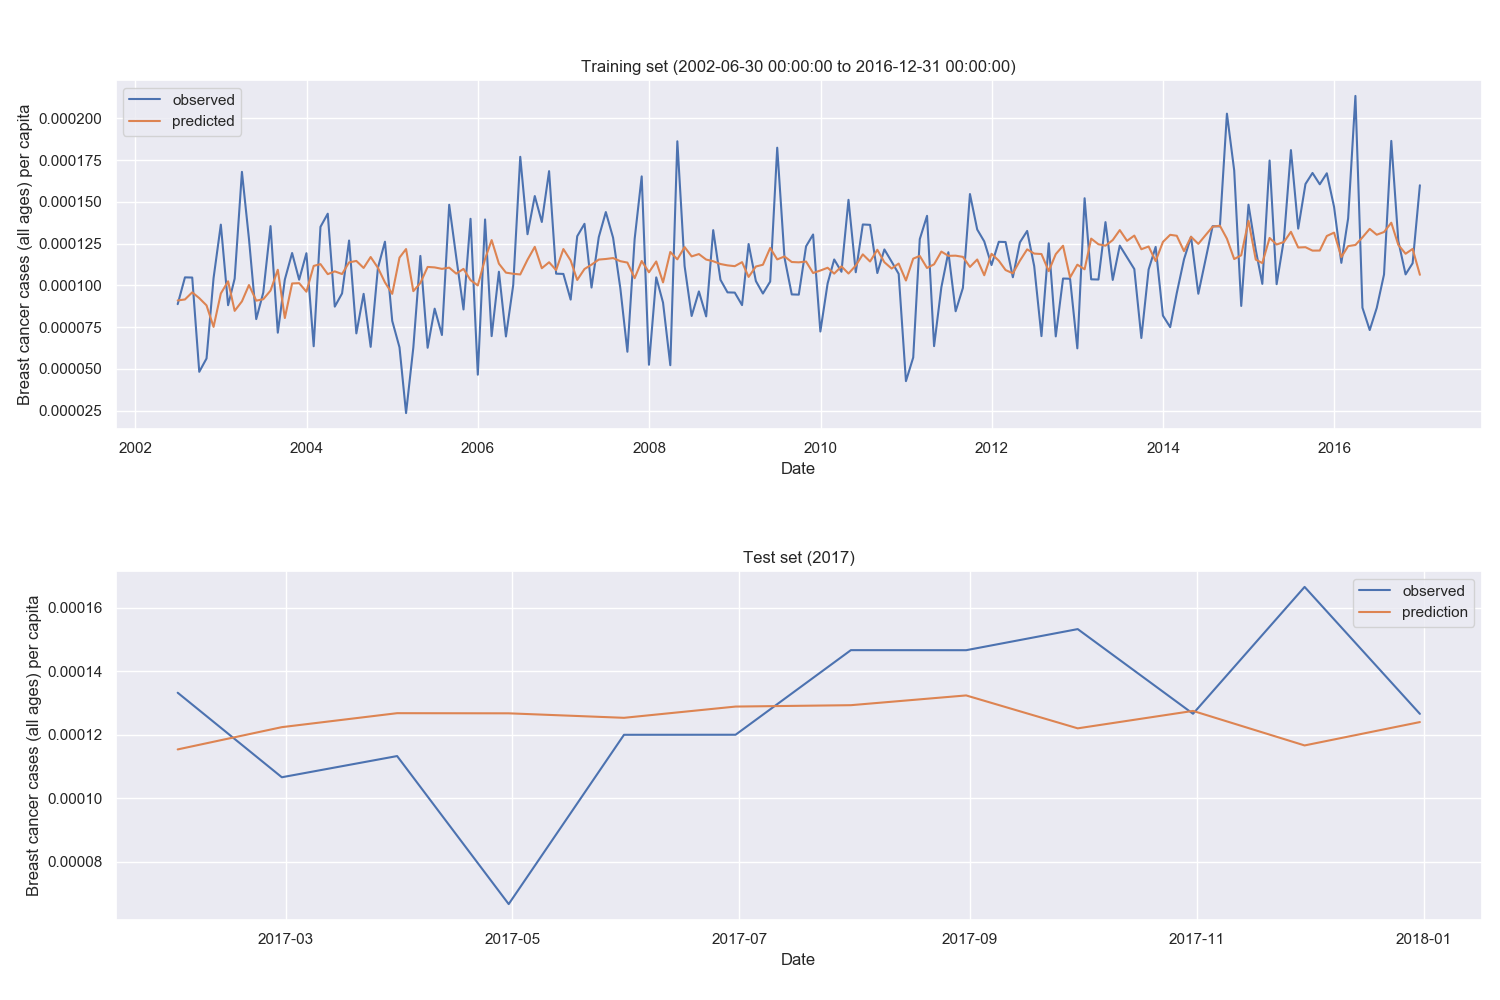 Training set (2002-06-30 00:00:00 to 2016-12-31 00:00:00)
observed
predicted
Breast cancer cases (all ages) per capita
0.000200
0.000175
0.000150
0.000125
0.000100
0.000075
0.000050
0.000025
2002 2004 2006 2008 2010 2012 2014 2016
Date
Test set (2017)
observed
prediction
Breast cancer cases (all ages) per capita
0.00016
0.00014
0.00012
0.00010
0.00008
2017-03 2017-05 2017-07 2017-09 2017-11 2018-01
Date